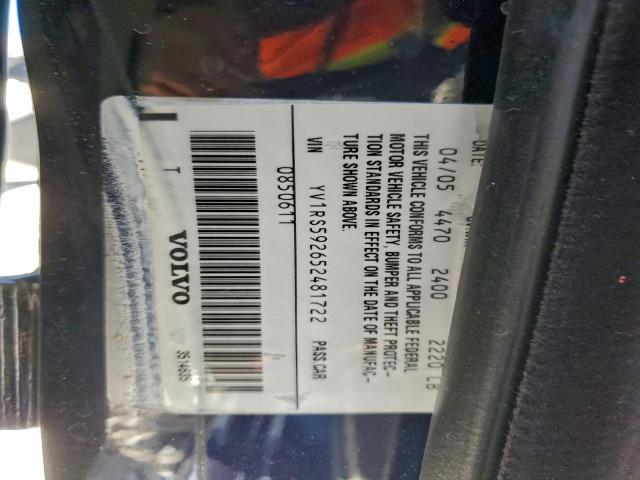 DATE:
04/05 4470 2400 2220 LB
THIS VEHICLE CONFORMS TO ALL APPLICABLE FEDERAL
MOTOR VEHICLE SAFETY, BUMPER AND THEFT PROTEC-
TION STANDARDS IN EFFECT ON THE DATE OF MANUFAC-
TURE SHOWN ABOVE.
VIN YV1RS592652481722 PASS.CAR
0850611
T VOLVO 3514635